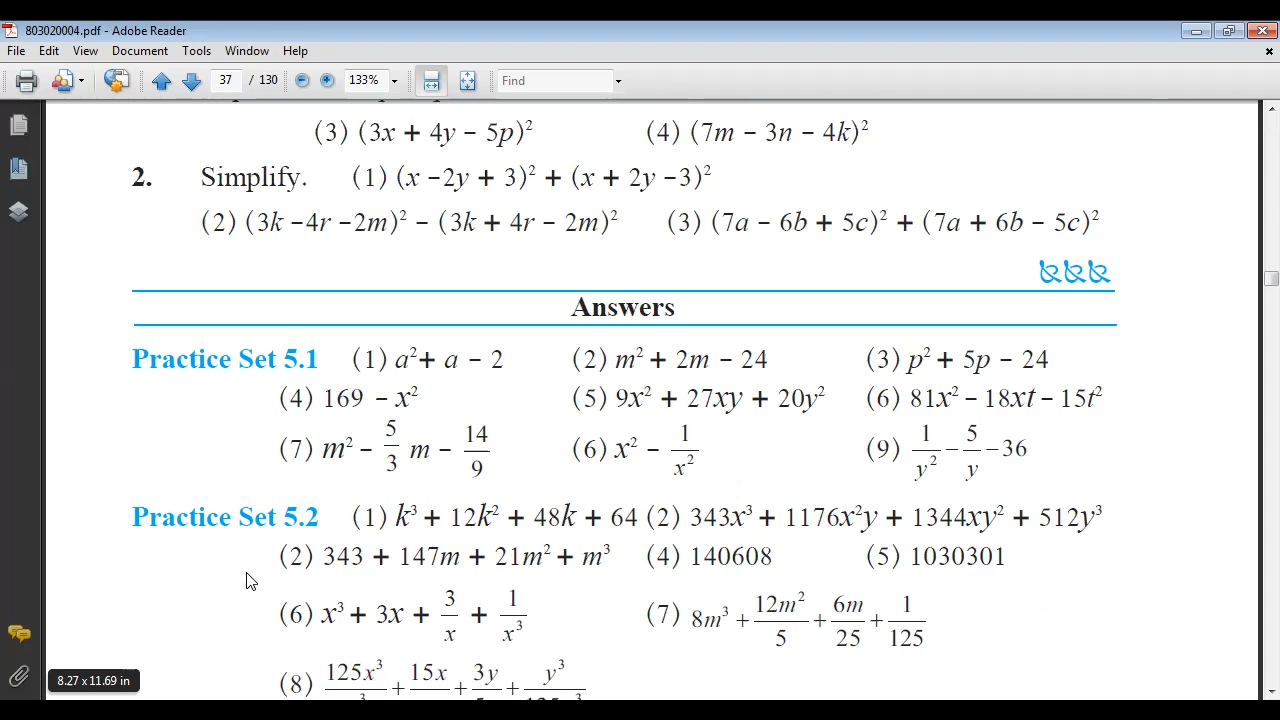 803020004.pdf - Adobe Reader
File Edit View Document Tools Window Help
37 / 130 133% Find
(3) (3x + 4y – 5p)² (4) (7m – 3n – 4k)²
2. Simplify. (1) (x –2y + 3)² + (x + 2y –3)²
(2) (3k –4r –2m)² – (3k + 4r – 2m)² (3) (7a – 6b + 5c)² + (7a + 6b – 5c)²
Answers
Practice Set 5.1 (1) a²+ a – 2 (2) m² + 2m – 24 (3) p² + 5p – 24
(4) 169 – x² (5) 9x² + 27xy + 20y² (6) 81x² – 18xt – 15t²
(7) m² – 5/3 m – 14/9 (6) x² – 1/x² (9) 1/y² – 5/y – 36
Practice Set 5.2 (1) k³ + 12k² + 48k + 64 (2) 343x³ + 1176x²y + 1344xy² + 512y³
(2) 343 + 147m + 21m² + m³ (4) 140608 (5) 1030301
(6) x³ + 3x + 3/x + 1/x³ (7) 8m³ + 12m²/5 + 6m/25 + 1/125
(8) 125x³ + 15x + 3y + y³
8.27 x 11.69 in